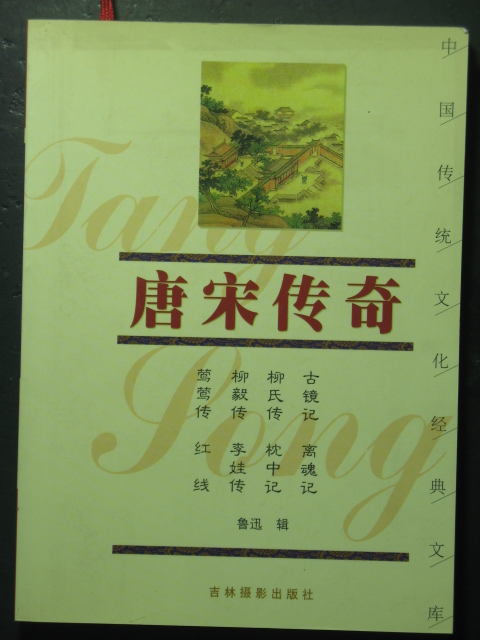 中国传统文化经典文库
Tang
唐宋传奇
Song
古镜记
柳氏传
柳毅传
莺莺传
离魂记
枕中记
李娃传
红线
鲁迅 辑
吉林摄影出版社